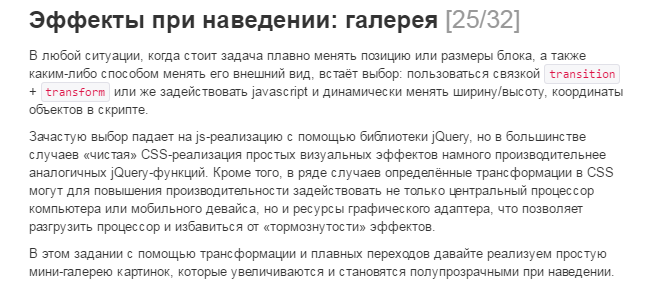 Эффекты при наведении: галерея [25/32]
В любой ситуации, когда стоит задача плавно менять позицию или размеры блока, а также
каким-либо способом менять его внешний вид, встаёт выбор: пользоваться связкой transition
+ transform или же задействовать javascript и динамически менять ширину/высоту, координаты
объектов в скрипте.
Зачастую выбор падает на js-реализацию с помощью библиотеки jQuery, но в большинстве
случаев «чистая» CSS-реализация простых визуальных эффектов намного производительнее
аналогичных jQuery-функций. Кроме того, в ряде случаев определённые трансформации в CSS
могут для повышения производительности задействовать не только центральный процессор
компьютера или мобильного девайса, но и ресурсы графического адаптера, что позволяет
разгрузить процессор и избавиться от «тормознутости» эффектов.
В этом задании с помощью трансформации и плавных переходов давайте реализуем простую
мини-галерею картинок, которые увеличиваются и становятся полупрозрачными при наведении.